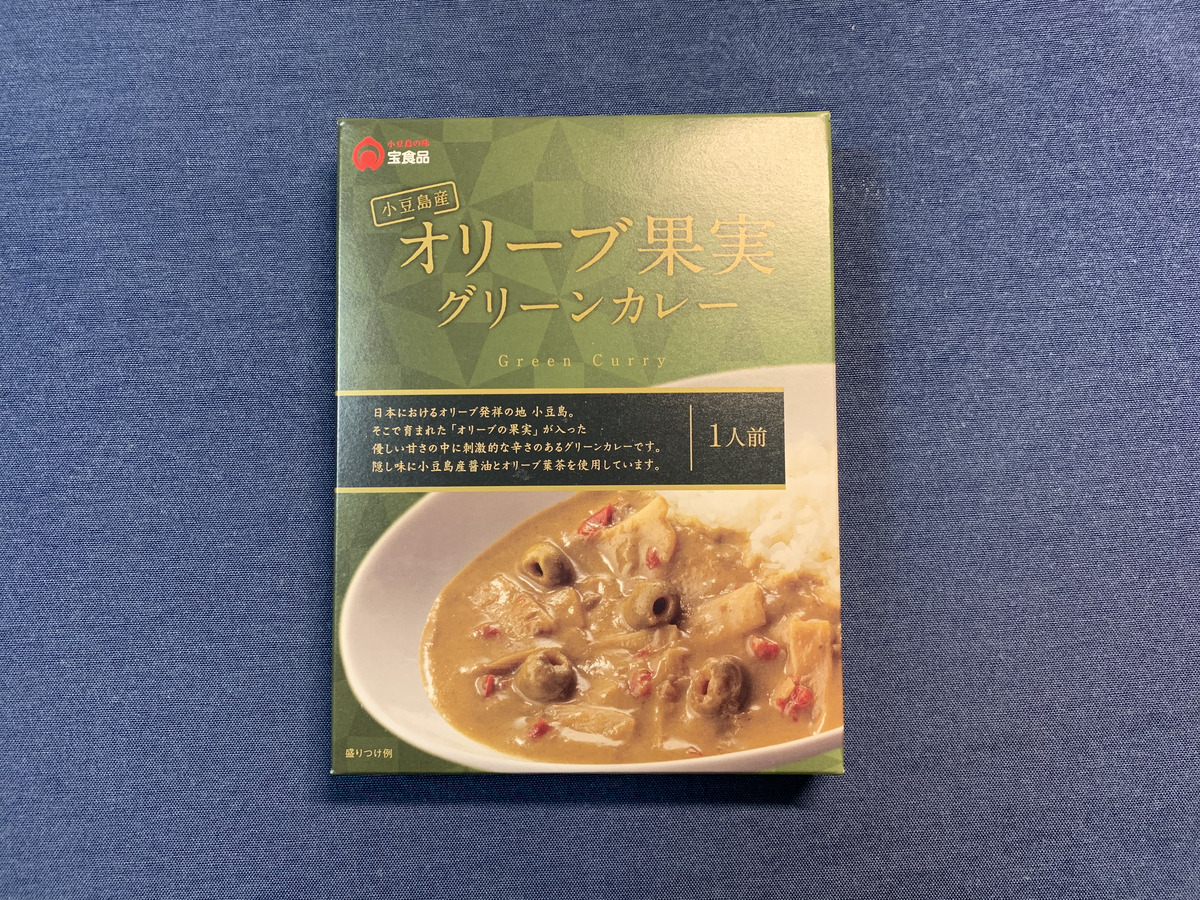 小豆島の味
宝食品
小豆島産
オリーブ果実
グリーンカレー
Green Curry
日本におけるオリーブ発祥の地 小豆島。
そこで育まれた「オリーブの果実」が入った
優しい甘さの中に刺激的な辛さのあるグリーンカレーです。
隠し味に小豆島産醤油とオリーブ葉茶を使用しています。
1人前
盛りつけ例